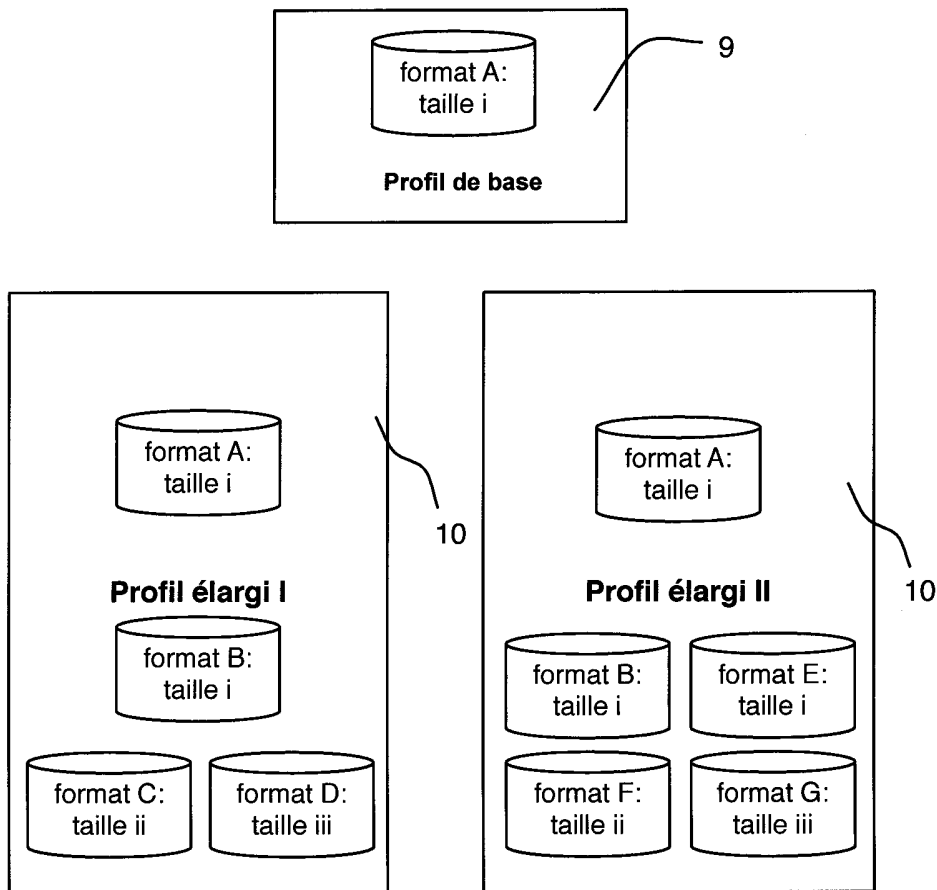 format A:
taille i
9
Profil de base
format A:
taille i
10
Profil élargi I
format B:
taille i
format C:
taille ii
format D:
taille iii
format A:
taille i
10
Profil élargi II
format B:
taille i
format E:
taille i
format F:
taille ii
format G:
taille iii